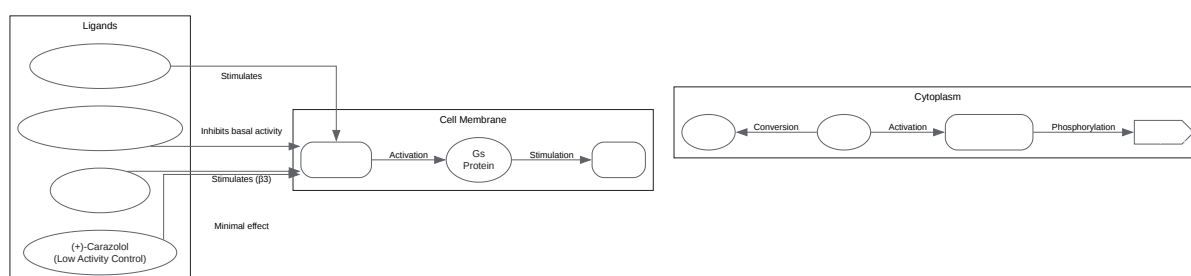 Ligands
Stimulates
Inhibits basal activity
Stimulates (β3)
Minimal effect
(+)-Carazolol
(Low Activity Control)
Cell Membrane
Activation
Gs
Protein
Stimulation
Cytoplasm
Conversion
Activation
Phosphorylation